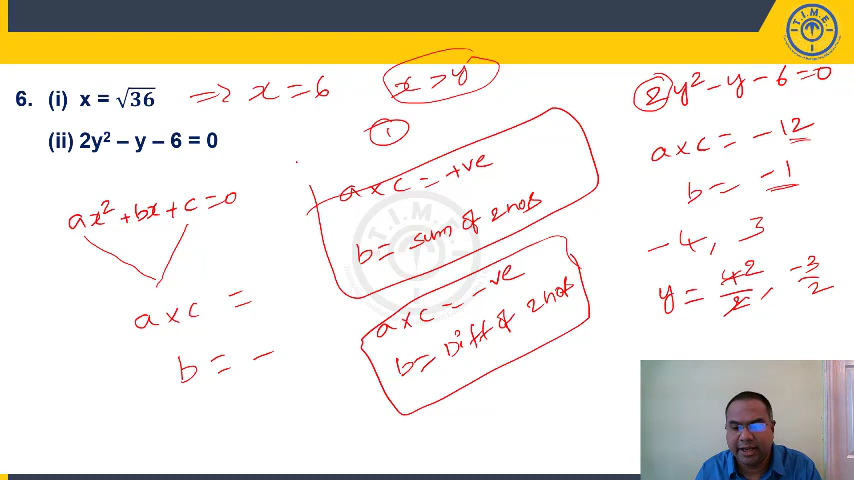 T.I.M.E.
6. (i) x = √36 ⇒ x = 6
x > y
(ii) 2y² – y – 6 = 0
①
ax² + bx + c = 0
a x c =
b = -
a x c = +ve
b = sum of 2 nos
a x c = -ve
b = Diff of 2 nos
2y² - y - 6 = 0
a x c = -12
b = -1
-4, 3
y = 4 2/2, -3/2
T.I.M.E.